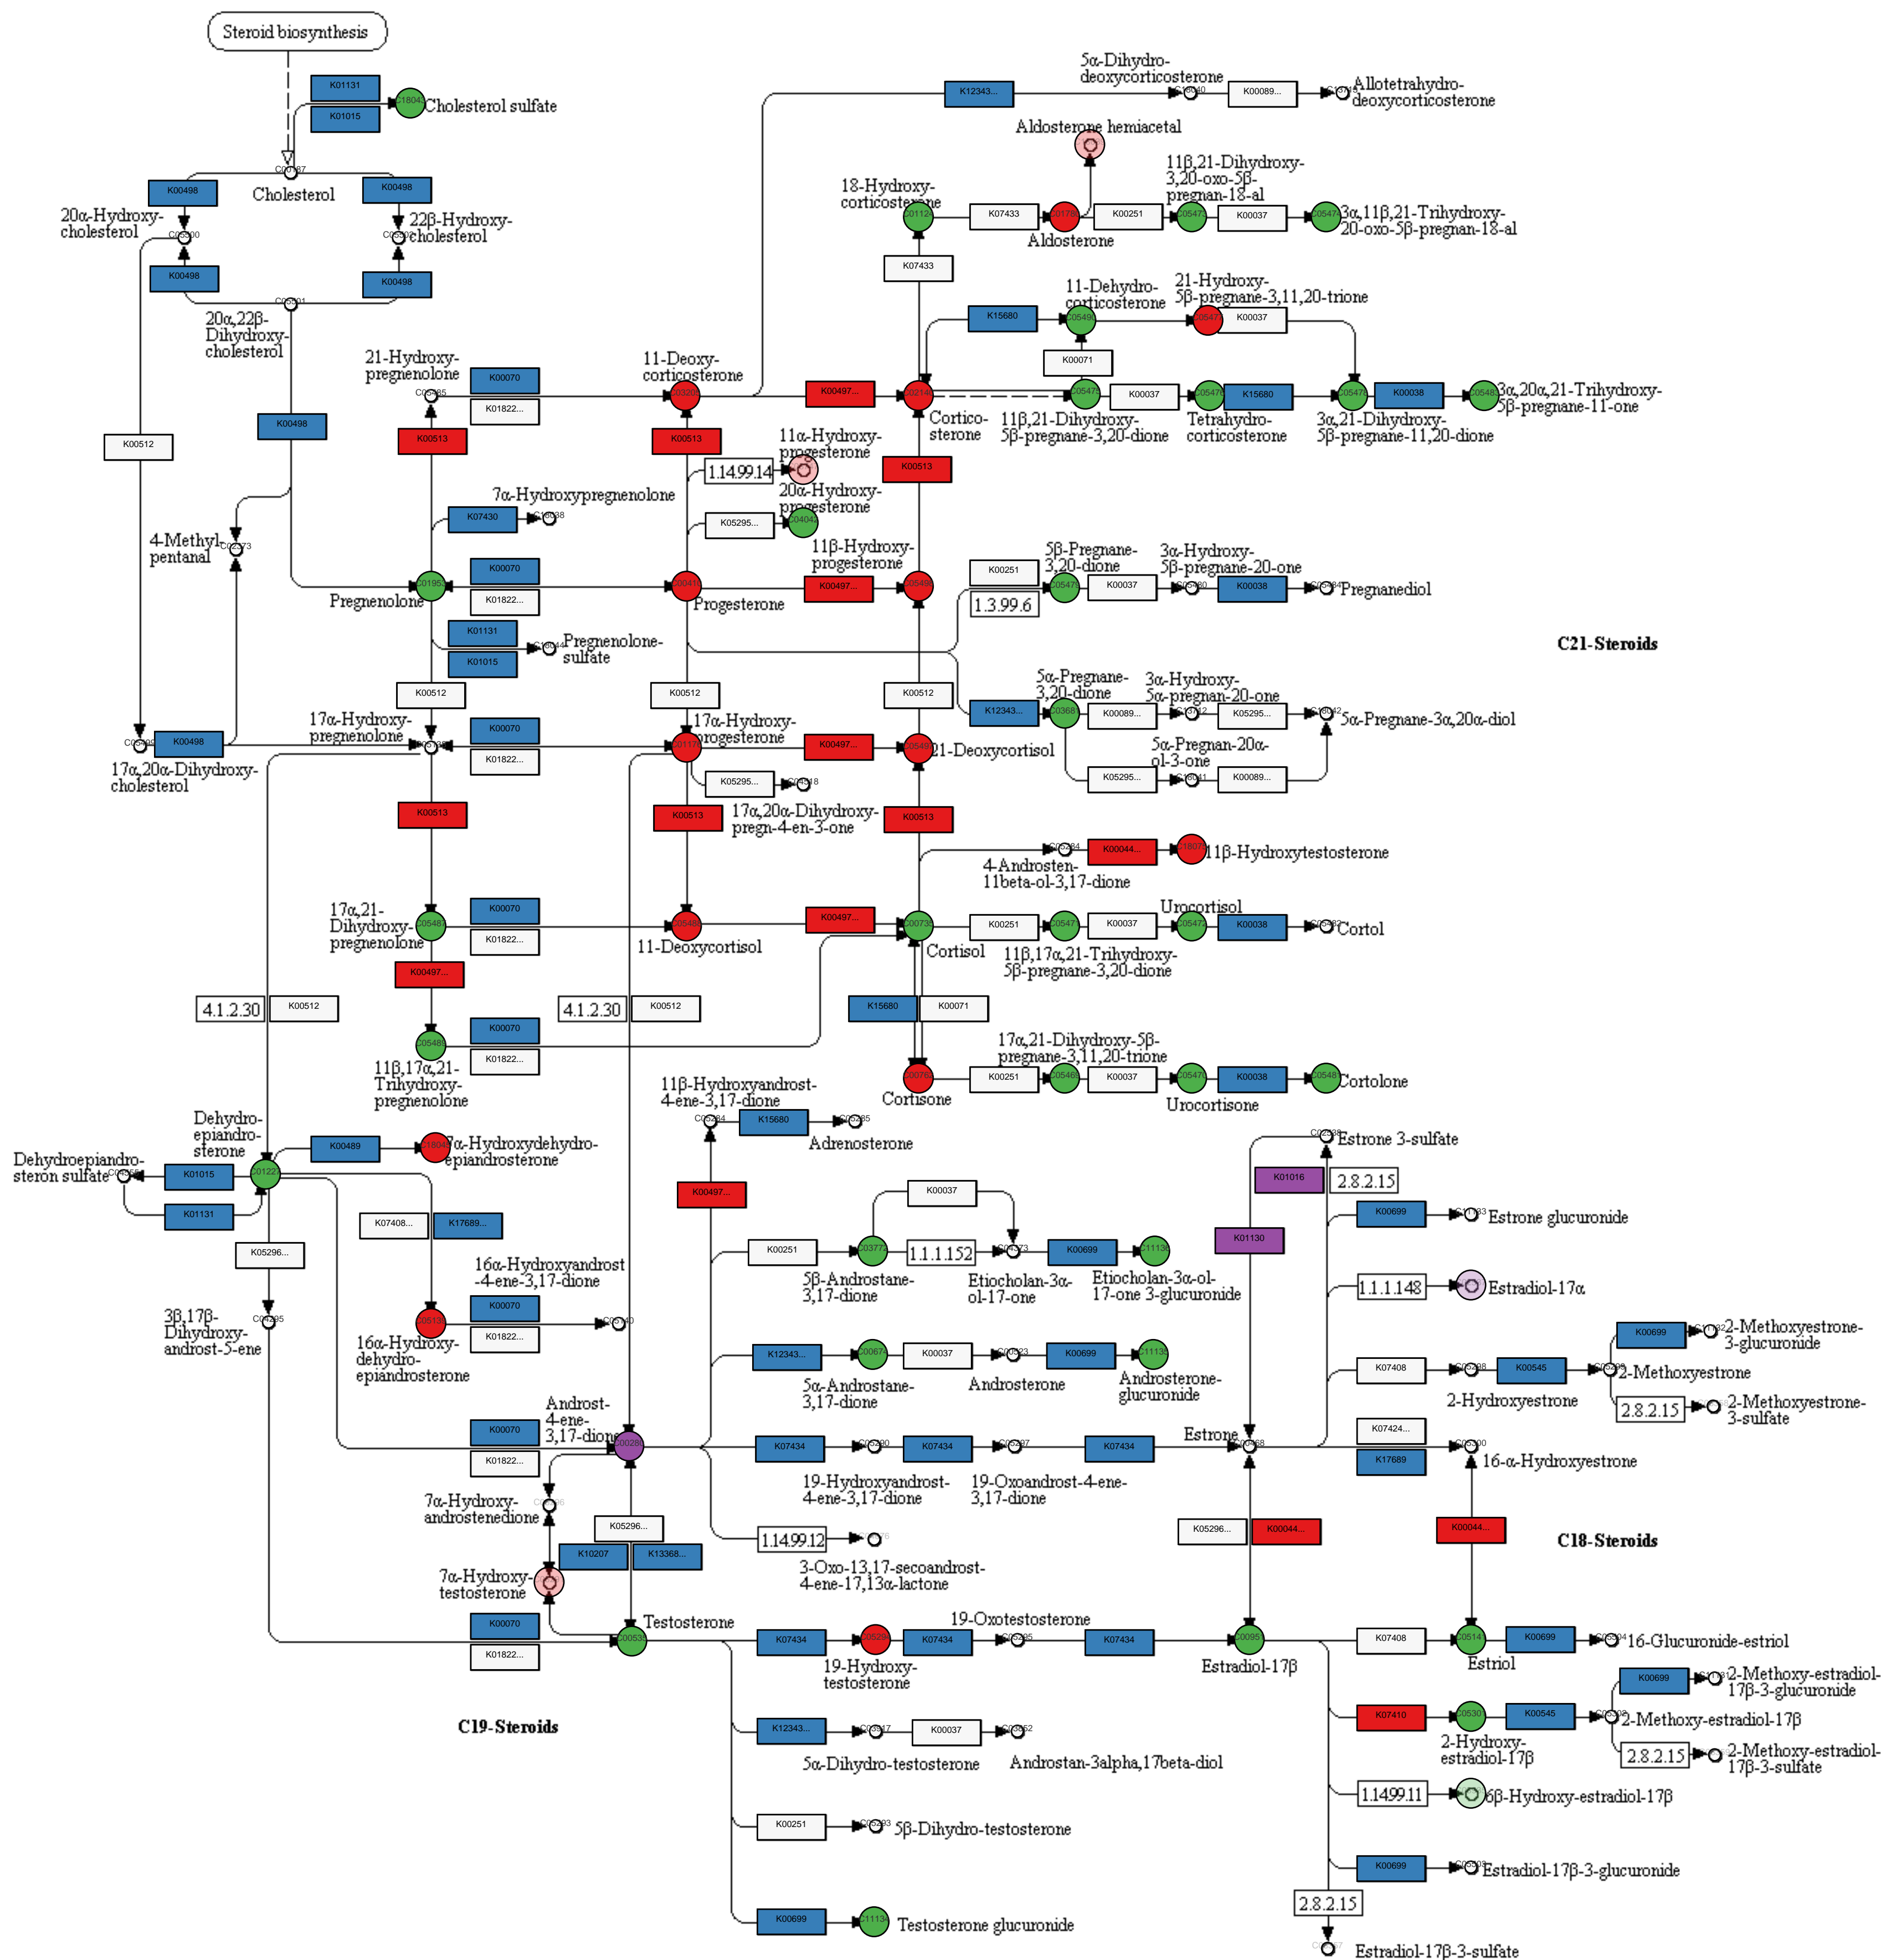 Steroid biosynthesis
K01131
Cholesterol sulfate
K01015
Cholesterol
K00498
K00498
20α-Hydroxy-
cholesterol
22β-Hydroxy-
cholesterol
K00498
K00498
20α,22β-
Dihydroxy-
cholesterol
K00512
K00498
4-Methyl-
pentanal
K00498
17α,20α-Dihydroxy-
cholesterol
5α-Dihydro-
deoxycorticosterone
K12343...
K00089...
Allotetrahydro-
deoxycorticosterone
Aldosterone hemiacetal
18-Hydroxy-
corticosterone
K07433
Aldosterone
K00251
11β,21-Dihydroxy-
3,20-oxo-5β-
pregnan-18-al
K00037
3α,11β,21-Trihydroxy-
20-oxo-5β-pregnan-18-al
K07433
11-Dehydro-
corticosterone
21-Hydroxy-
5β-pregnane-3,11,20-trione
K15680
K00037
K00071
21-Hydroxy-
pregnenolone
K00070
K01822...
11-Deoxy-
corticosterone
K00497...
Cortico-
sterone
11β,21-Dihydroxy-
5β-pregnane-3,20-dione
K00037
Tetrahydro-
corticosterone
K15680
3α,21-Dihydroxy-
5β-pregnane-11,20-dione
K00038
3α,20α,21-Trihydroxy-
5β-pregnane-11-one
K00513
K00513
K00513
1.14.99.14
11α-Hydroxy-
progesterone
7α-Hydroxypregnenolone
K07430
K05295...
20α-Hydroxy-
progesterone
11β-Hydroxy-
progesterone
Pregnenolone
K00070
K01822...
Progesterone
K00497...
K00251
1.3.99.6
5β-Pregnane-
3,20-dione
K00037
3α-Hydroxy-
5β-pregnane-20-one
K00038
Pregnanediol
K01131
K01015
Pregnenolone-
sulfate
C21-Steroids
K00512
K00512
K00512
K12343...
5α-Pregnane-
3,20-dione
K00089...
3α-Hydroxy-
5α-pregnan-20-one
K05295...
5α-Pregnane-3α,20α-diol
K05295...
5α-Pregnan-20α-
ol-3-one
K00089...
17α-Hydroxy-
pregnenolone
K00070
K01822...
17α-Hydroxy-
progesterone
K00497...
21-Deoxycortisol
K05295...
17α,20α-Dihydroxy-
pregn-4-en-3-one
K00513
K00513
K00513
4-Androsten-
11beta-ol-3,17-dione
K00044...
11β-Hydroxytestosterone
17α,21-
Dihydroxy-
pregnenolone
K00070
K01822...
11-Deoxycortisol
K00497...
Cortisol
K00251
11β,17α,21-Trihydroxy-
5β-pregnane-3,20-dione
K00037
Urocortisol
K00038
Cortol
K00497...
4.1.2.30
K00512
4.1.2.30
K00512
K15680
K00071
11β,17α,21-
Trihydroxy-
pregnenolone
K00070
K01822...
Cortisone
K00251
17α,21-Dihydroxy-5β-
pregnane-3,11,20-trione
K00037
Urocortisone
K00038
Cortolone
Dehydro-
epiandro-
sterone
K00489
7α-Hydroxydehydro-
epiandrosterone
Dehydroepiandro-
steron sulfate
K01015
C01227
K01131
K07408...
K17689...
K05296...
3β,17β-
Dihydroxy-
androst-5-ene
16α-Hydroxyandrost
-4-ene-3,17-dione
K00070
K01822...
16α-Hydroxy-
dehydro-
epiandrosterone
11β-Hydroxyandrost-
4-ene-3,17-dione
K15680
Adrenosterone
K00497...
K00037
K00251
5β-Androstane-
3,17-dione
1.1.1.152
Etiocholan-3α-
ol-17-one
K00699
Etiocholan-3α-ol-
17-one 3-glucuronide
K12343...
5α-Androstane-
3,17-dione
K00037
Androsterone
K00699
Androsterone-
glucuronide
Androst-
4-ene-
3,17-dione
K00070
K01822...
K07434
19-Hydroxyandrost-
4-ene-3,17-dione
K07434
19-Oxoandrost-4-ene-
3,17-dione
K07434
Estrone
1.14.99.12
3-Oxo-13,17-secoandrost-
4-ene-17,13α-lactone
7α-Hydroxy-
androstenedione
K05296...
K10207
K13368...
7α-Hydroxy-
testosterone
K00070
K01822...
Testosterone
K07434
19-Hydroxy-
testosterone
K07434
19-Oxotestosterone
K07434
Estradiol-17β
C19-Steroids
K12343...
5α-Dihydro-testosterone
K00037
Androstan-3alpha,17beta-diol
K00251
5β-Dihydro-testosterone
K00699
Testosterone glucuronide
Estrone 3-sulfate
K01016
2.8.2.15
K01130
K00699
Estrone glucuronide
1.1.1.148
Estradiol-17α
K07408
2-Hydroxyestrone
K00545
2-Methoxyestrone
K00699
2-Methoxyestrone-
3-glucuronide
2.8.2.15
2-Methoxyestrone-
3-sulfate
K07424...
K17689
16-α-Hydroxyestrone
K05296...
K00044...
K00044...
C18-Steroids
K07408
Estriol
K00699
16-Glucuronide-estriol
K07410
2-Hydroxy-
estradiol-17β
K00545
2-Methoxy-estradiol-17β
K00699
2-Methoxy-estradiol-
17β-3-glucuronide
2.8.2.15
2-Methoxy-estradiol-
17β-3-sulfate
1.14.99.11
6β-Hydroxy-estradiol-17β
K00699
Estradiol-17β-3-glucuronide
2.8.2.15
Estradiol-17β-3-sulfate